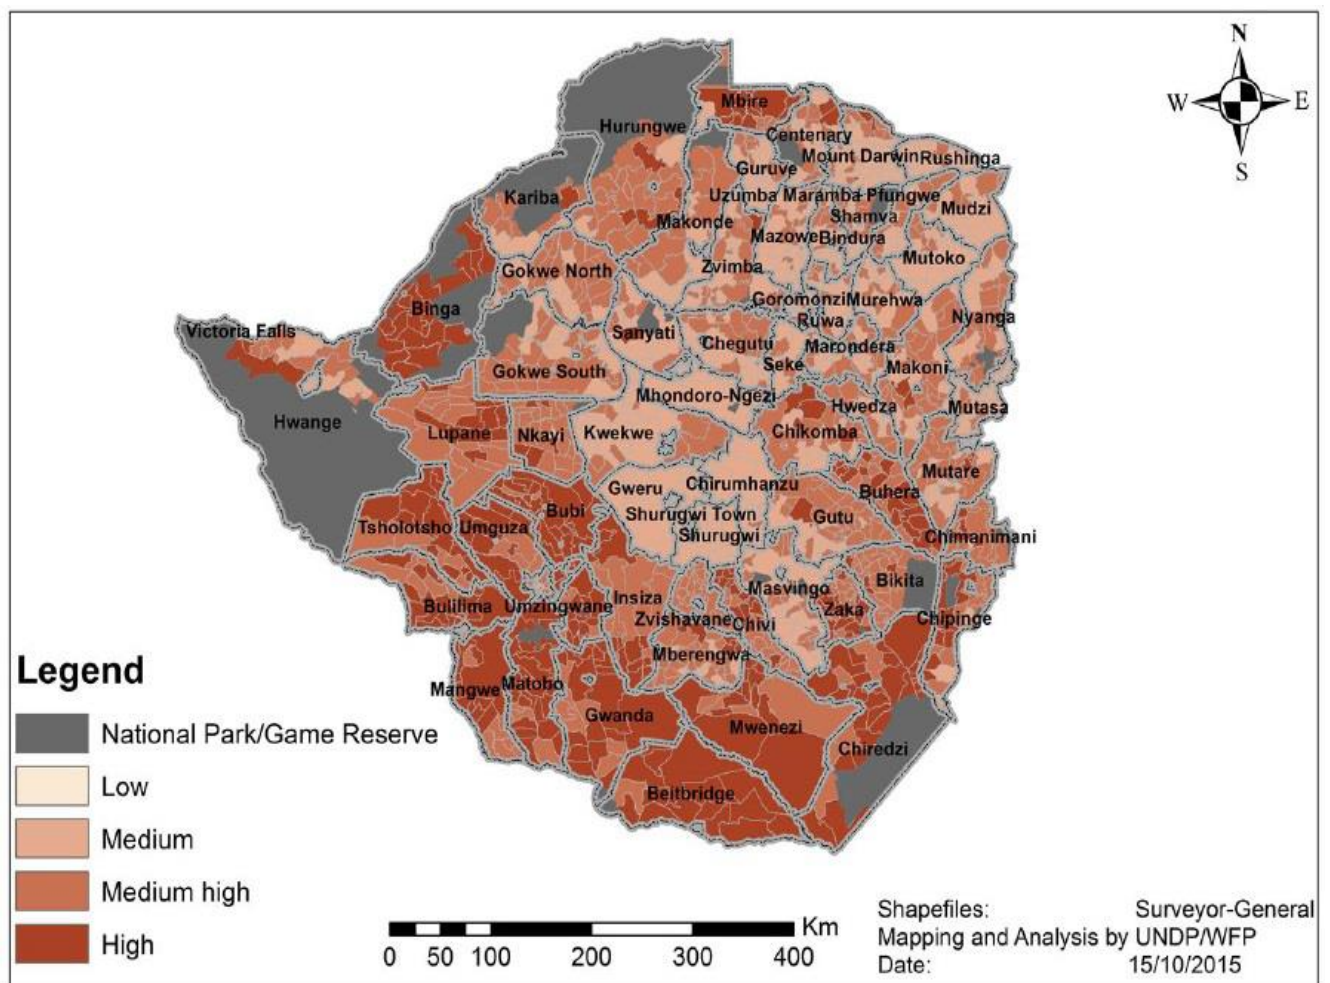 N
W E
S
Mbire
Hurungwe
Centenary
Mount Darwin Rushinga
Guruve
Kariba
Uzumba Maramba Pfungwe
Shamva
Mudzi
Makonde
Mazowe Bindura
Mutoko
Zvimba
Gokwe North
Goromonzi Murehwa
Binga
Ruwa
Nyanga
Victoria Falls
Sanyati
Chegutu
Marondera
Seke
Makoni
Gokwe South
Mhondoro-Ngezi
Hwedza
Mutasa
Hwange
Lupane
Nkayi
Kwekwe
Chikomba
Mutare
Gweru
Chirumhanzu
Buhera
Bubi
Shurugwi Town
Gutu
Tsholotsho Umguza
Shurugwi
Chimanimani
Bikita
Masvingo
Insiza
Bulilima
Umzingwane
Zaka
Zvishavane Chivi
Chipinge
Mberengwa
Mangwe Matobo
Gwanda
Mwenezi
Chiredzi
Beitbridge
Legend
National Park/Game Reserve
Low
Medium
Medium high
High
Km
0 50 100 200 300 400
Shapefiles: Surveyor-General
Mapping and Analysis by UNDP/WFP
Date: 15/10/2015